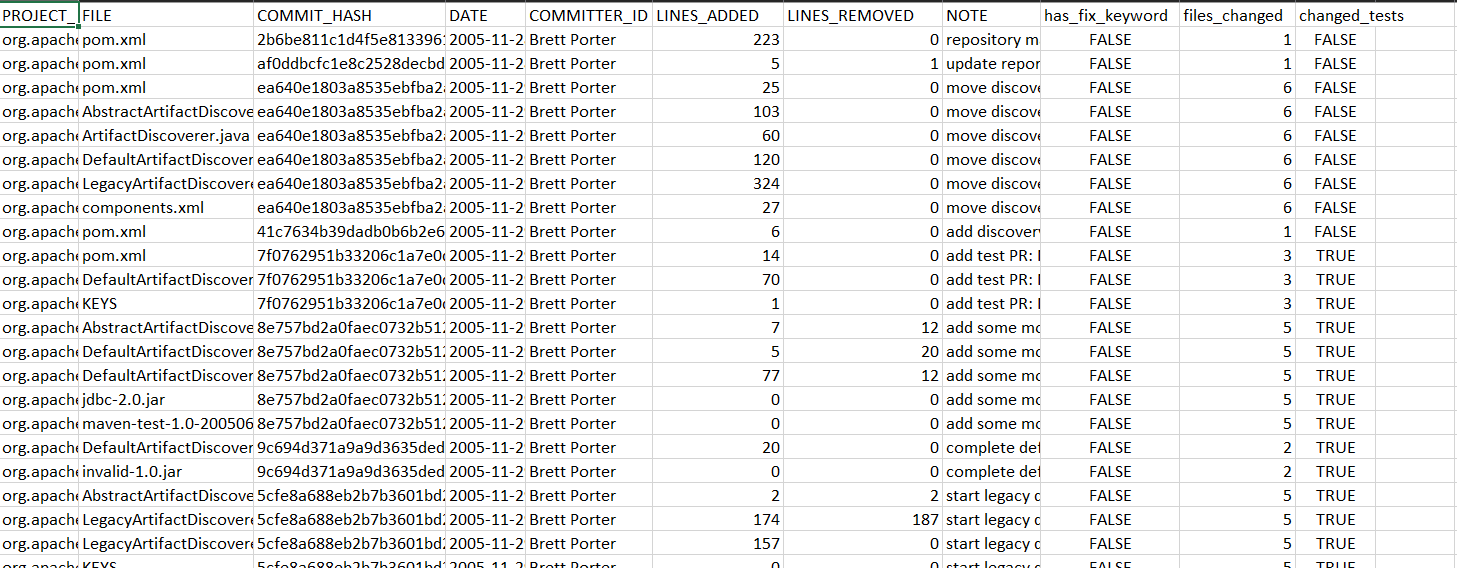 PROJECT_ FILE COMMIT_HASH DATE COMMITTER_ID LINES_ADDED LINES_REMOVED NOTE has_fix_keyword files_changed changed_tests
org.apache pom.xml 2b6be811c1d4f5e813396 2005-11-2 Brett Porter 223 0 repository m FALSE 1 FALSE
org.apache pom.xml af0ddbcfc1e8c2528decbd 2005-11-2 Brett Porter 5 1 update repor FALSE 1 FALSE
org.apache pom.xml ea640e1803a8535ebfba2 2005-11-2 Brett Porter 25 0 move discove FALSE 6 FALSE
org.apache AbstractArtifactDiscove ea640e1803a8535ebfba2 2005-11-2 Brett Porter 103 0 move discove FALSE 6 FALSE
org.apache ArtifactDiscoverer.java ea640e1803a8535ebfba2 2005-11-2 Brett Porter 60 0 move discove FALSE 6 FALSE
org.apache DefaultArtifactDiscover ea640e1803a8535ebfba2 2005-11-2 Brett Porter 120 0 move discove FALSE 6 FALSE
org.apache LegacyArtifactDiscover ea640e1803a8535ebfba2 2005-11-2 Brett Porter 324 0 move discove FALSE 6 FALSE
org.apache components.xml ea640e1803a8535ebfba2 2005-11-2 Brett Porter 27 0 move discove FALSE 6 FALSE
org.apache pom.xml 41c7634b39dadb0b6b2e6 2005-11-2 Brett Porter 6 0 add discovery FALSE 1 FALSE
org.apache pom.xml 7f0762951b33206c1a7e0 2005-11-2 Brett Porter 14 0 add test PR: FALSE 3 TRUE
org.apache DefaultArtifactDiscover 7f0762951b33206c1a7e0 2005-11-2 Brett Porter 70 0 add test PR: FALSE 3 TRUE
org.apache KEYS 7f0762951b33206c1a7e0 2005-11-2 Brett Porter 1 0 add test PR: FALSE 3 TRUE
org.apache AbstractArtifactDiscove 8e757bd2a0faec0732b51 2005-11-2 Brett Porter 7 12 add some mo FALSE 5 TRUE
org.apache DefaultArtifactDiscover 8e757bd2a0faec0732b51 2005-11-2 Brett Porter 5 20 add some mo FALSE 5 TRUE
org.apache DefaultArtifactDiscover 8e757bd2a0faec0732b51 2005-11-2 Brett Porter 77 12 add some mo FALSE 5 TRUE
org.apache jdbc-2.0.jar 8e757bd2a0faec0732b51 2005-11-2 Brett Porter 0 0 add some mo FALSE 5 TRUE
org.apache maven-test-1.0-200506 8e757bd2a0faec0732b51 2005-11-2 Brett Porter 0 0 add some mo FALSE 5 TRUE
org.apache DefaultArtifactDiscover 9c694d371a9a9d3635ded 2005-11-2 Brett Porter 20 0 complete def FALSE 2 TRUE
org.apache invalid-1.0.jar 9c694d371a9a9d3635ded 2005-11-2 Brett Porter 0 0 complete def FALSE 2 TRUE
org.apache AbstractArtifactDiscove 5cfe8a688eb2b7b3601bd 2005-11-2 Brett Porter 2 2 start legacy FALSE 5 TRUE
org.apache LegacyArtifactDiscover 5cfe8a688eb2b7b3601bd 2005-11-2 Brett Porter 174 187 start legacy FALSE 5 TRUE
org.apache LegacyArtifactDiscover 5cfe8a688eb2b7b3601bd 2005-11-2 Brett Porter 157 0 start legacy FALSE 5 TRUE
org.apache KEYS 5cfe8a688eb2b7b3601bd 2005-11-2 Brett Porter 0 0 start legacy FALSE 5 TRUE